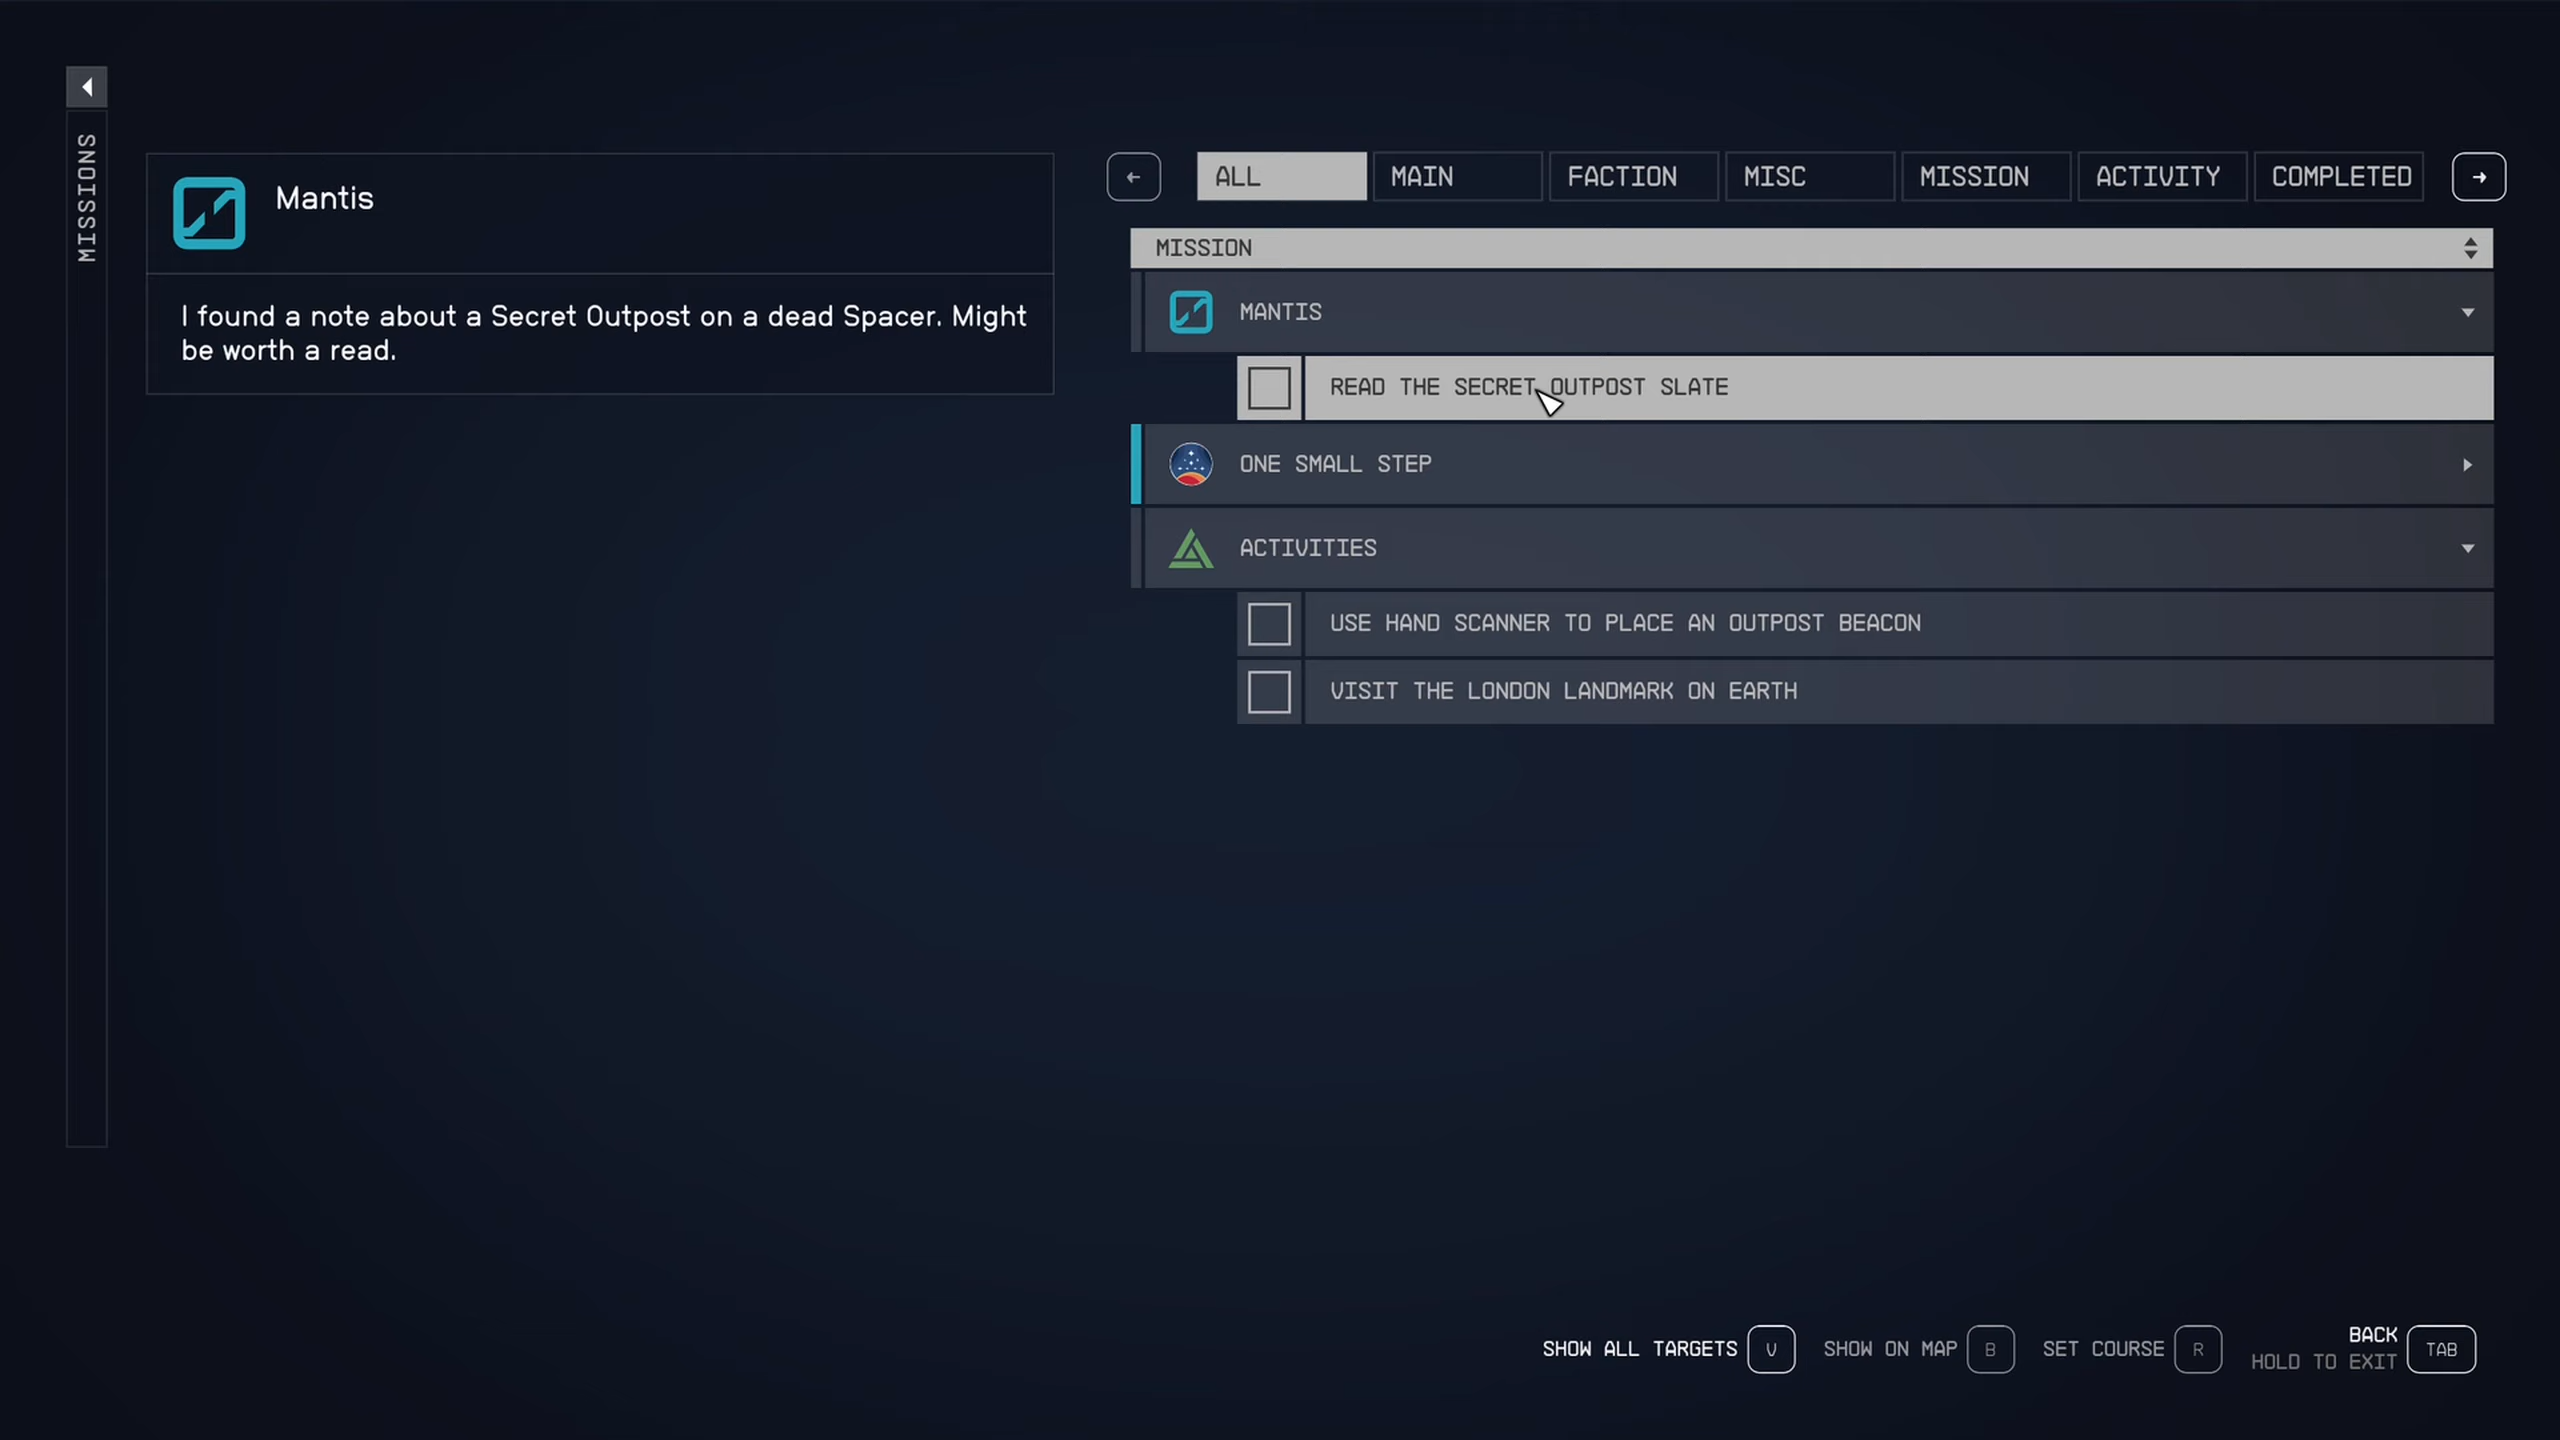 MISSIONS
Mantis
I found a note about a Secret Outpost on a dead Spacer. Might
be worth a read.
ALL
MAIN
FACTION
MISC
MISSION
ACTIVITY
COMPLETED
MISSION
MANTIS
READ THE SECRET OUTPOST SLATE
ONE SMALL STEP
ACTIVITIES
USE HAND SCANNER TO PLACE AN OUTPOST BEACON
VISIT THE LONDON LANDMARK ON EARTH
SHOW ALL TARGETS V
SHOW ON MAP B
SET COURSE R
BACK
HOLD TO EXIT
TAB